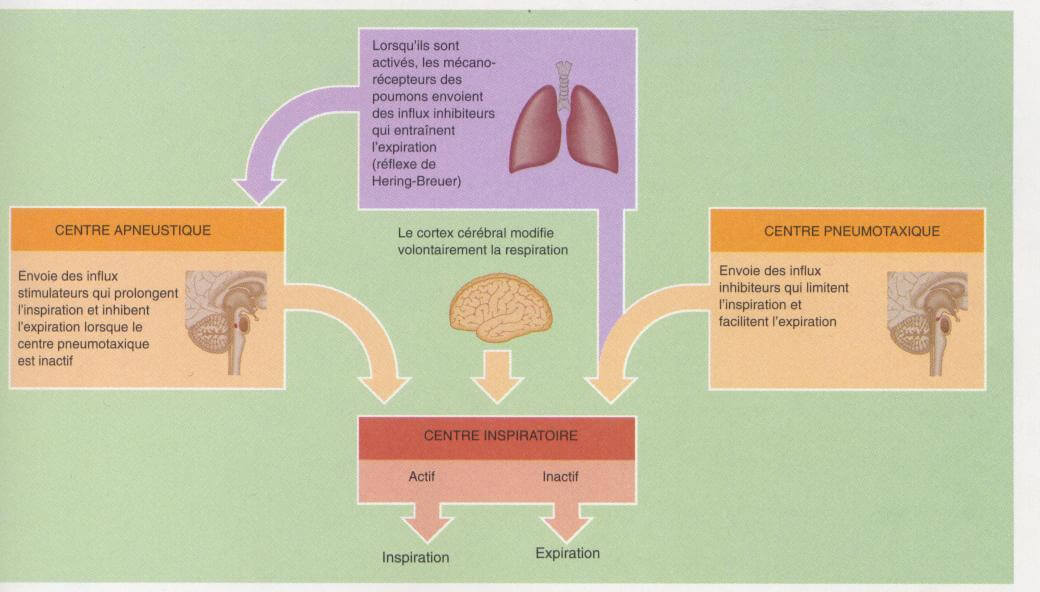 Lorsqu'ils sont
activés, les mécano-
récepteurs des
poumons envoient
des influx inhibiteurs
qui entraînent
l'expiration
(réflexe de
Hering-Breuer)
CENTRE APNEUSTIQUE
Envoie des influx
stimulateurs qui prolongent
l'inspiration et inhibent
l'expiration lorsque le
centre pneumotaxique
est inactif
Le cortex cérébral modifie
volontairement la respiration
CENTRE PNEUMOTAXIQUE
Envoie des influx
inhibiteurs qui limitent
l'inspiration et
facilitent l'expiration
CENTRE INSPIRATOIRE
Actif
Inactif
Inspiration
Expiration